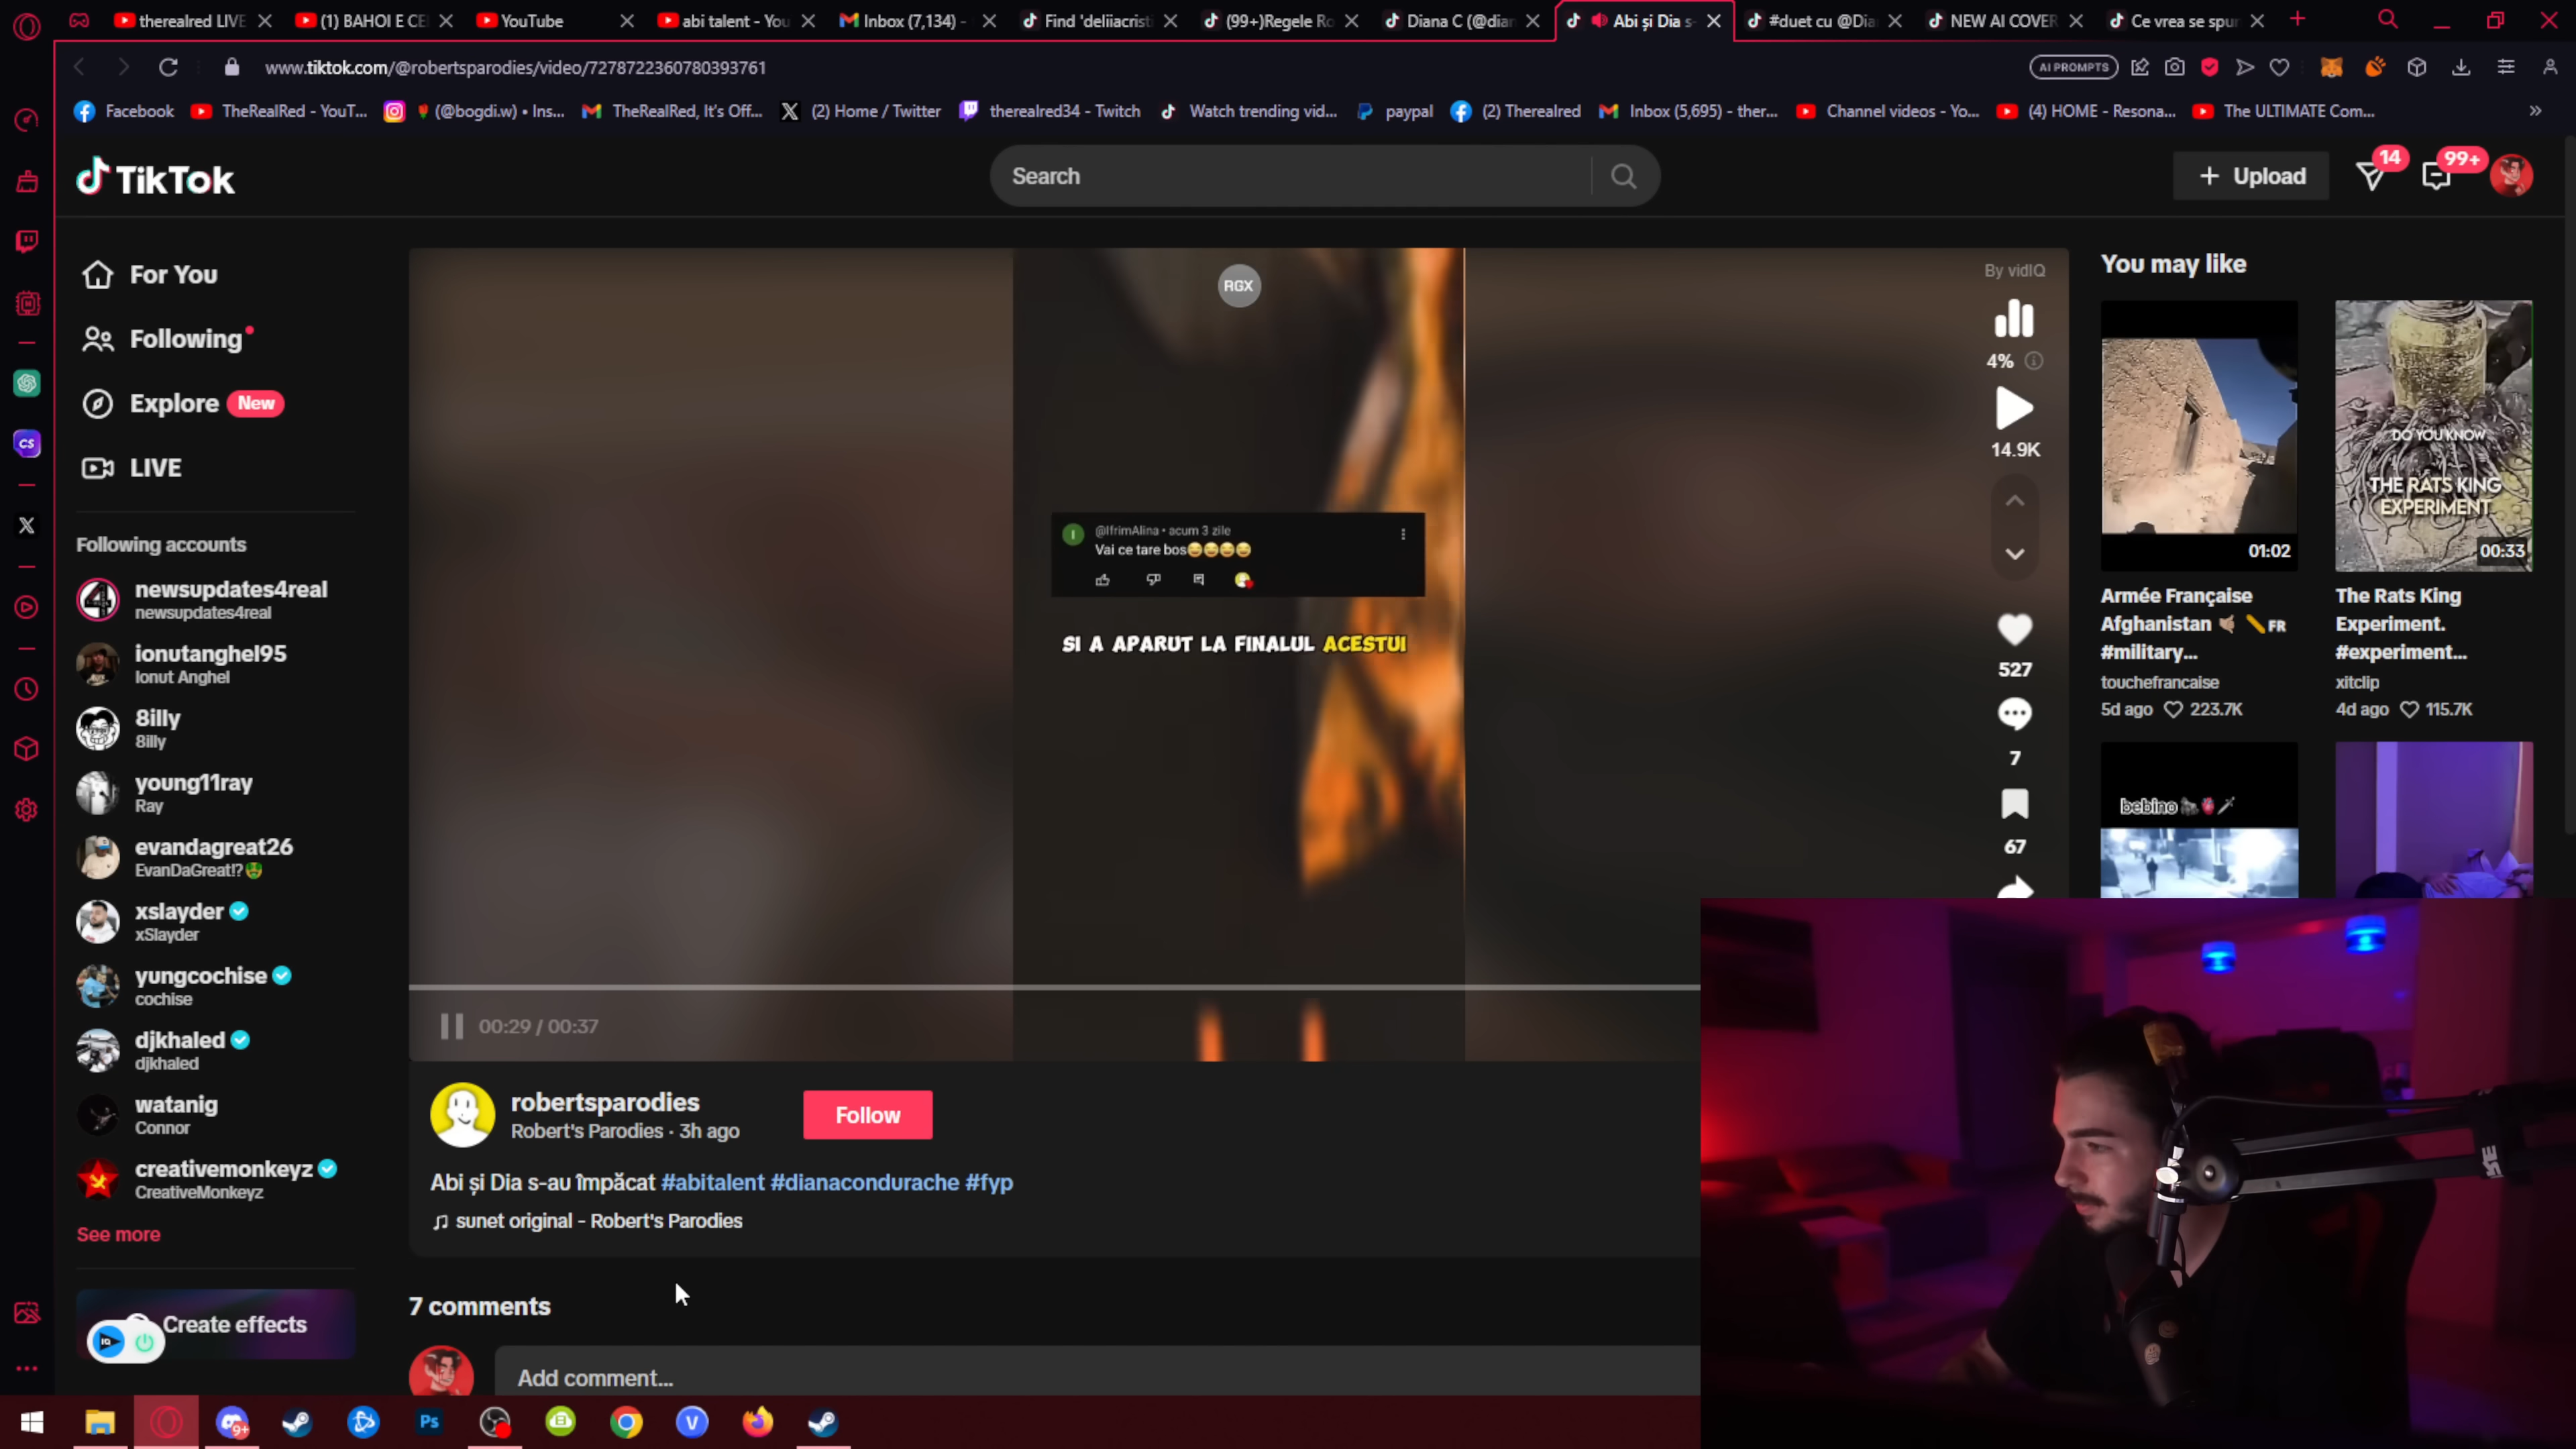 therealred LIVE
(1) BAHOI E CEI
YouTube
abi talent - You
Inbox (7,134) -
Find 'deliiacristi
(99+)Regele Ro
Diana C (@dian
Abi și Dia s-
#duet cu @Dia
NEW AI COVER
Ce vrea se spun
www.tiktok.com/@robertsparodies/video/7278722360780393761
AI PROMPTS
Facebook
TheRealRed - YouT...
(@bogdi.w) • Ins...
TheRealRed, It's Off...
(2) Home / Twitter
therealred34 - Twitch
Watch trending vid...
paypal
(2) Therealred
Inbox (5,695) - ther...
Channel videos - Yo...
(4) HOME - Resona...
The ULTIMATE Com...
TikTok
Search
+ Upload
14
99+
For You
Following
Explore New
LIVE
Following accounts
newsupdates4real
newsupdates4real
ionutanghel95
Ionut Anghel
8illy
8illy
young11ray
Ray
evandagreat26
EvanDaGreat!?
xslayder
xSlayder
yungcochise
cochise
djkhaled
djkhaled
watanig
Connor
creativemonkeyz
CreativeMonkeyz
See more
Create effects
RGX
@IfrimAlina • acum 3 zile
Vai ce tare bos😂😂😂😂
SI A APARUT LA FINALUL ACESTUI
00:29 / 00:37
By vidIQ
4%
14.9K
527
7
67
robertsparodies
Robert's Parodies · 3h ago
Follow
Abi și Dia s-au împăcat #abitalent #dianacondurache #fyp
sunet original - Robert's Parodies
7 comments
Add comment...
You may like
01:02
DO YOU KNOW
THE RATS KING
EXPERIMENT
00:33
Armée Française
Afghanistan FR
#military...
touchefrancaise
5d ago 223.7K
The Rats King
Experiment.
#experiment...
xitclip
4d ago 115.7K
bebino
CS
IQ
9+
Ps
V